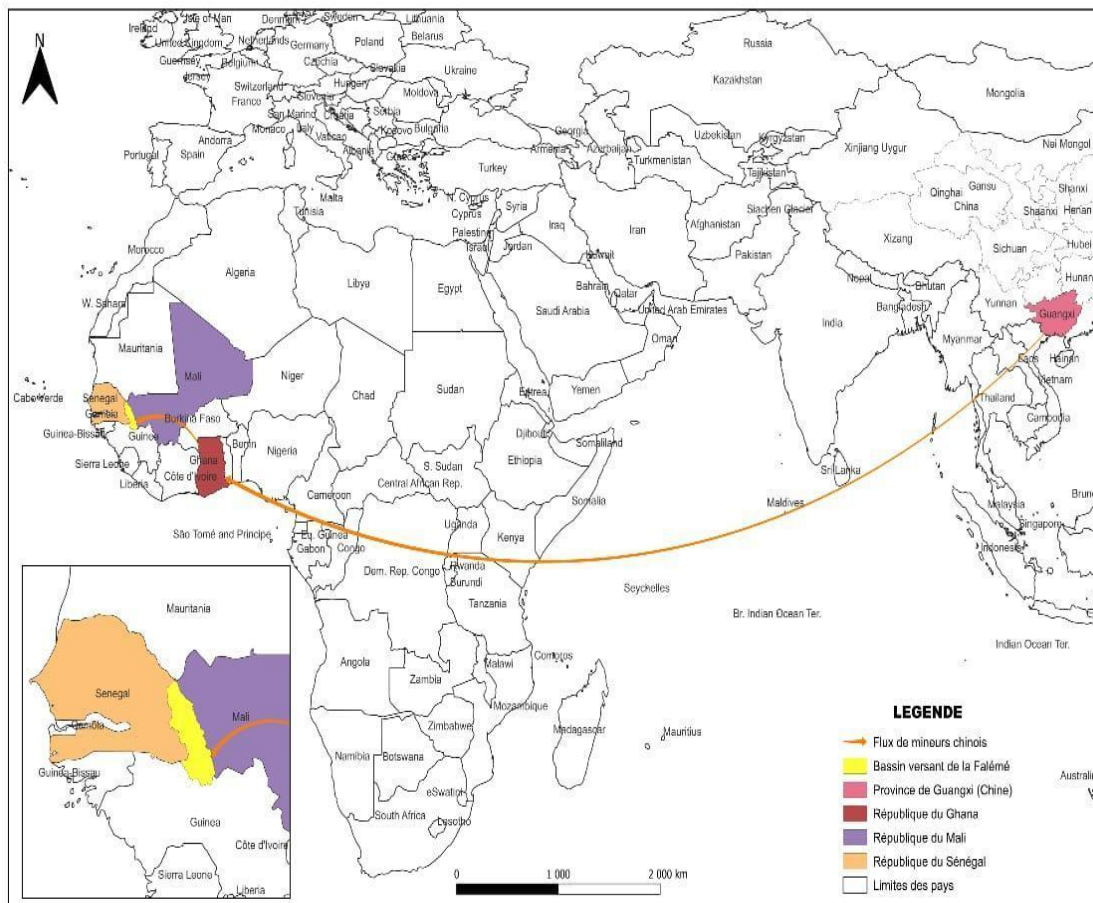 N
Isle of Man
Ireland
United Kingdom
Guernsey
Jersey
Denmark
Sweden
Lithuania
Netherlands
Germany
Poland
Belarus
Belgium
Czechia
Slovakia
Ukraine
Switzerland
Hungary
Moldova
France
Slovenia
San Marino
Croatia
Serbia
Monaco
Italy
Kosovo
Bulgaria
Andorra
Vatican
Albania
Greece
Portugal
Spain
Malta
Russia
Kazakhstan
Mongolia
Georgia
Armenia
Azerbaijan
Uzbekistan
Kyrgyzstan
Turkmenistan
Tajikistan
Turkey
N. Cyprus
Cyprus
Syria
Palestine
Israel
Jordan
Iraq
Iran
Kuwait
Afghanistan
Siachen Glacier
Pakistan
Xinjiang Uygur
Nei Mongol
Qinghai
Gansu
China
Shanxi
Shaanxi
Henan
Xizang
Sichuan
Hubei
Hunan
Nepal
Bhutan
Bangladesh
Yunnan
Guangxi
India
Myanmar
Laos
Hainan
Vietnam
Thailand
Cambodia
Sri Lanka
Maldives
Malaysia
Singapore
Indonesia
Morocco
Tunisia
Algeria
Libya
Egypt
W. Sahara
Bahrain
Qatar
United Arab Emirates
Saudi Arabia
Oman
Yemen
Mauritania
Mali
Niger
Chad
Sudan
Eritrea
Djibouti
Somaliland
Cabo Verde
Senegal
Gambia
Guinea-Bissau
Guinea
Burkina Faso
Sierra Leone
Liberia
Côte d'Ivoire
Ghana
Benin
Nigeria
Cameroon
Central African Rep.
S. Sudan
Ethiopia
Somalia
São Tomé and Principe
Eq. Guinea
Gabon
Congo
Uganda
Kenya
Dem. Rep. Congo
Rwanda
Burundi
Tanzania
Seychelles
Br. Indian Ocean Ter.
Indian Ocean Ter.
Angola
Zambia
Malawi
Comoros
Mozambique
Zimbabwe
Madagascar
Mauritius
Namibia
Botswana
eSwatini
South Africa
Lesotho
Mauritania
Senegal
Gambia
Guinea-Bissau
Mali
Guinea
Côte d'Ivoire
Sierra Leone
Liberia
0 1 000 2 000 km
LEGENDE
Flux de mineurs chinois
Bassin versant de la Falémé
Province de Guangxi (Chine)
République du Ghana
République du Mali
République du Sénégal
Limites des pays